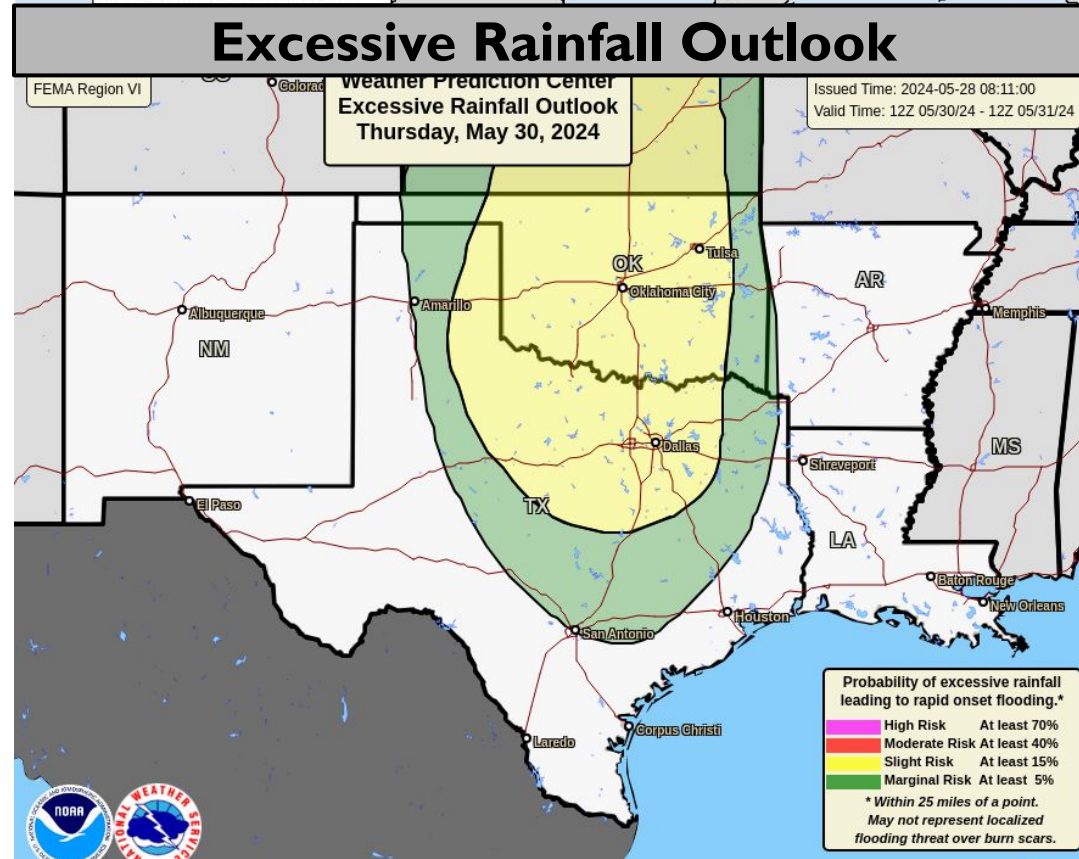 Excessive Rainfall Outlook
FEMA Region VI
Weather Prediction Center
Excessive Rainfall Outlook
Thursday, May 30, 2024
Issued Time: 2024-05-28 08:11:00
Valid Time: 12Z 05/30/24 - 12Z 05/31/24
Colorad
Tulsa
OK
Oklahoma City
AR
Amarillo
Albuquerque
Memphis
NM
Dallas
MS
Shreveport
El Paso
TX
LA
Baton Rouge
New Orleans
Houston
San Antonio
Corpus Christi
Laredo
Probability of excessive rainfall
leading to rapid onset flooding.*
High Risk At least 70%
Moderate Risk At least 40%
Slight Risk At least 15%
Marginal Risk At least 5%
* Within 25 miles of a point.
May not represent localized
flooding threat over burn scars.
NOAA
NATIONAL WEATHER SERVICE